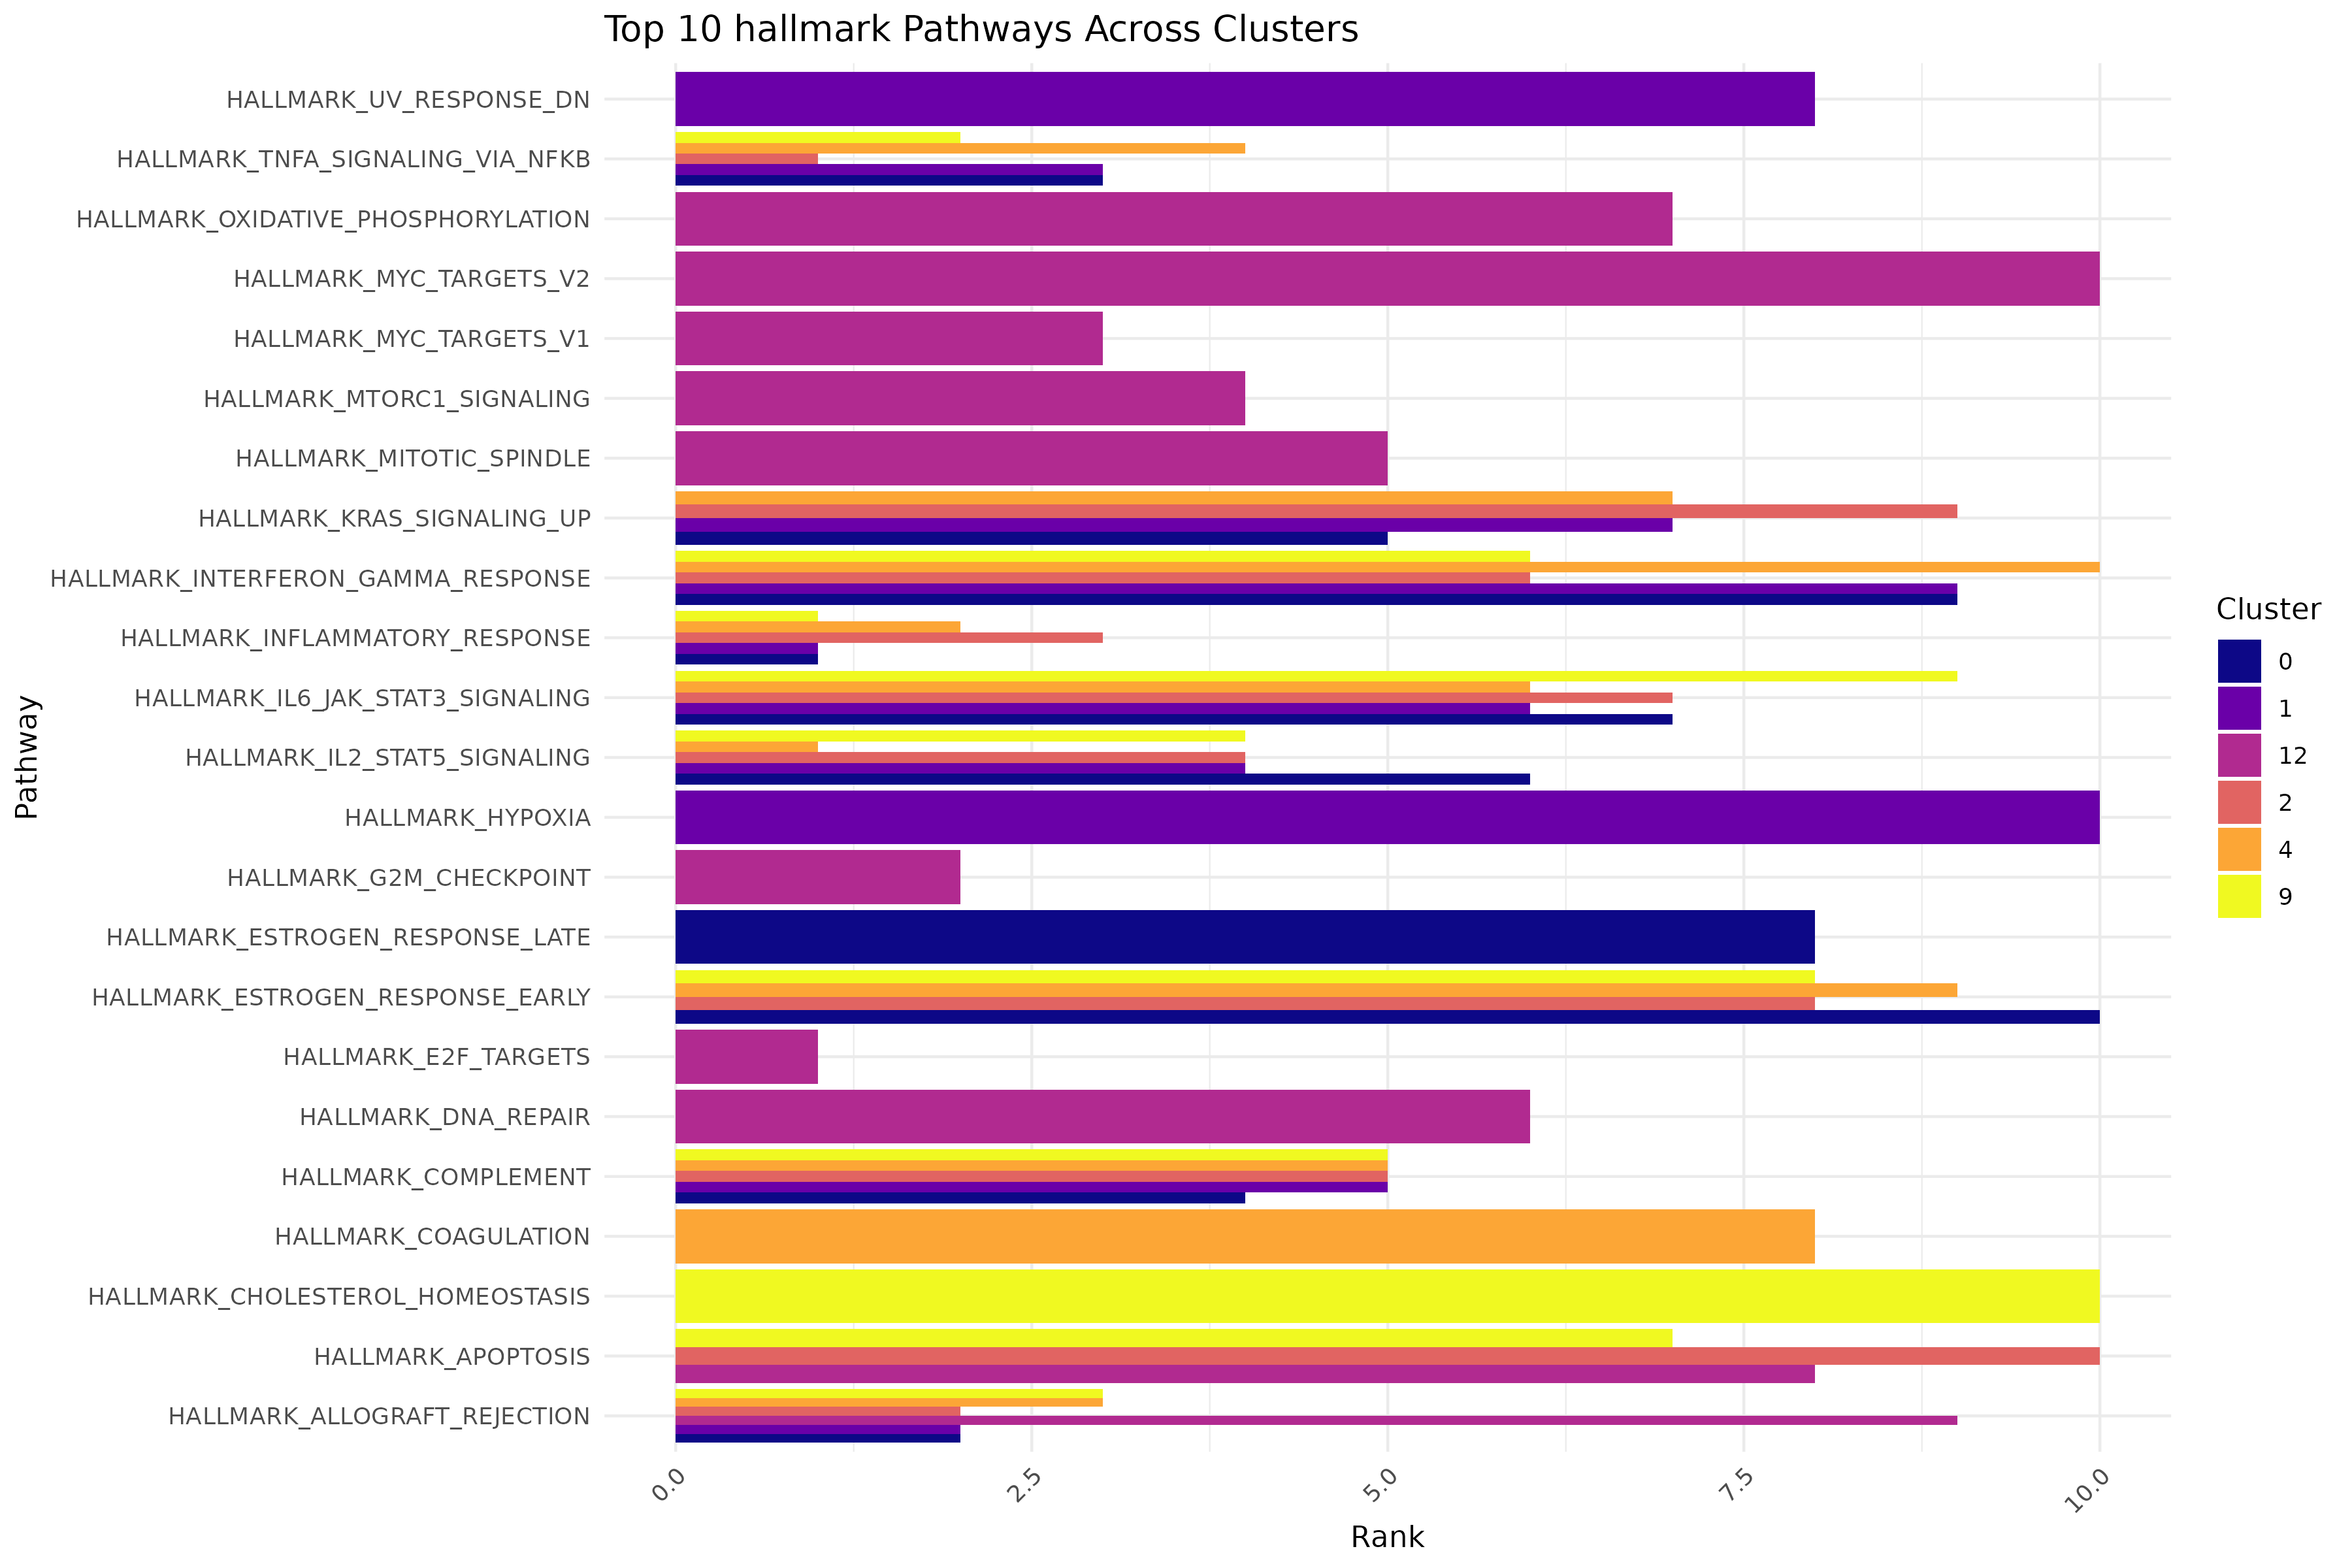 Top 10 hallmark Pathways Across Clusters
Pathway
HALLMARK_UV_RESPONSE_DN
HALLMARK_TNFA_SIGNALING_VIA_NFKB
HALLMARK_OXIDATIVE_PHOSPHORYLATION
HALLMARK_MYC_TARGETS_V2
HALLMARK_MYC_TARGETS_V1
HALLMARK_MTORC1_SIGNALING
HALLMARK_MITOTIC_SPINDLE
HALLMARK_KRAS_SIGNALING_UP
HALLMARK_INTERFERON_GAMMA_RESPONSE
HALLMARK_INFLAMMATORY_RESPONSE
HALLMARK_IL6_JAK_STAT3_SIGNALING
HALLMARK_IL2_STAT5_SIGNALING
HALLMARK_HYPOXIA
HALLMARK_G2M_CHECKPOINT
HALLMARK_ESTROGEN_RESPONSE_LATE
HALLMARK_ESTROGEN_RESPONSE_EARLY
HALLMARK_E2F_TARGETS
HALLMARK_DNA_REPAIR
HALLMARK_COMPLEMENT
HALLMARK_COAGULATION
HALLMARK_CHOLESTEROL_HOMEOSTASIS
HALLMARK_APOPTOSIS
HALLMARK_ALLOGRAFT_REJECTION
0.0
2.5
5.0
7.5
10.0
Rank
Cluster
0
1
12
2
4
9